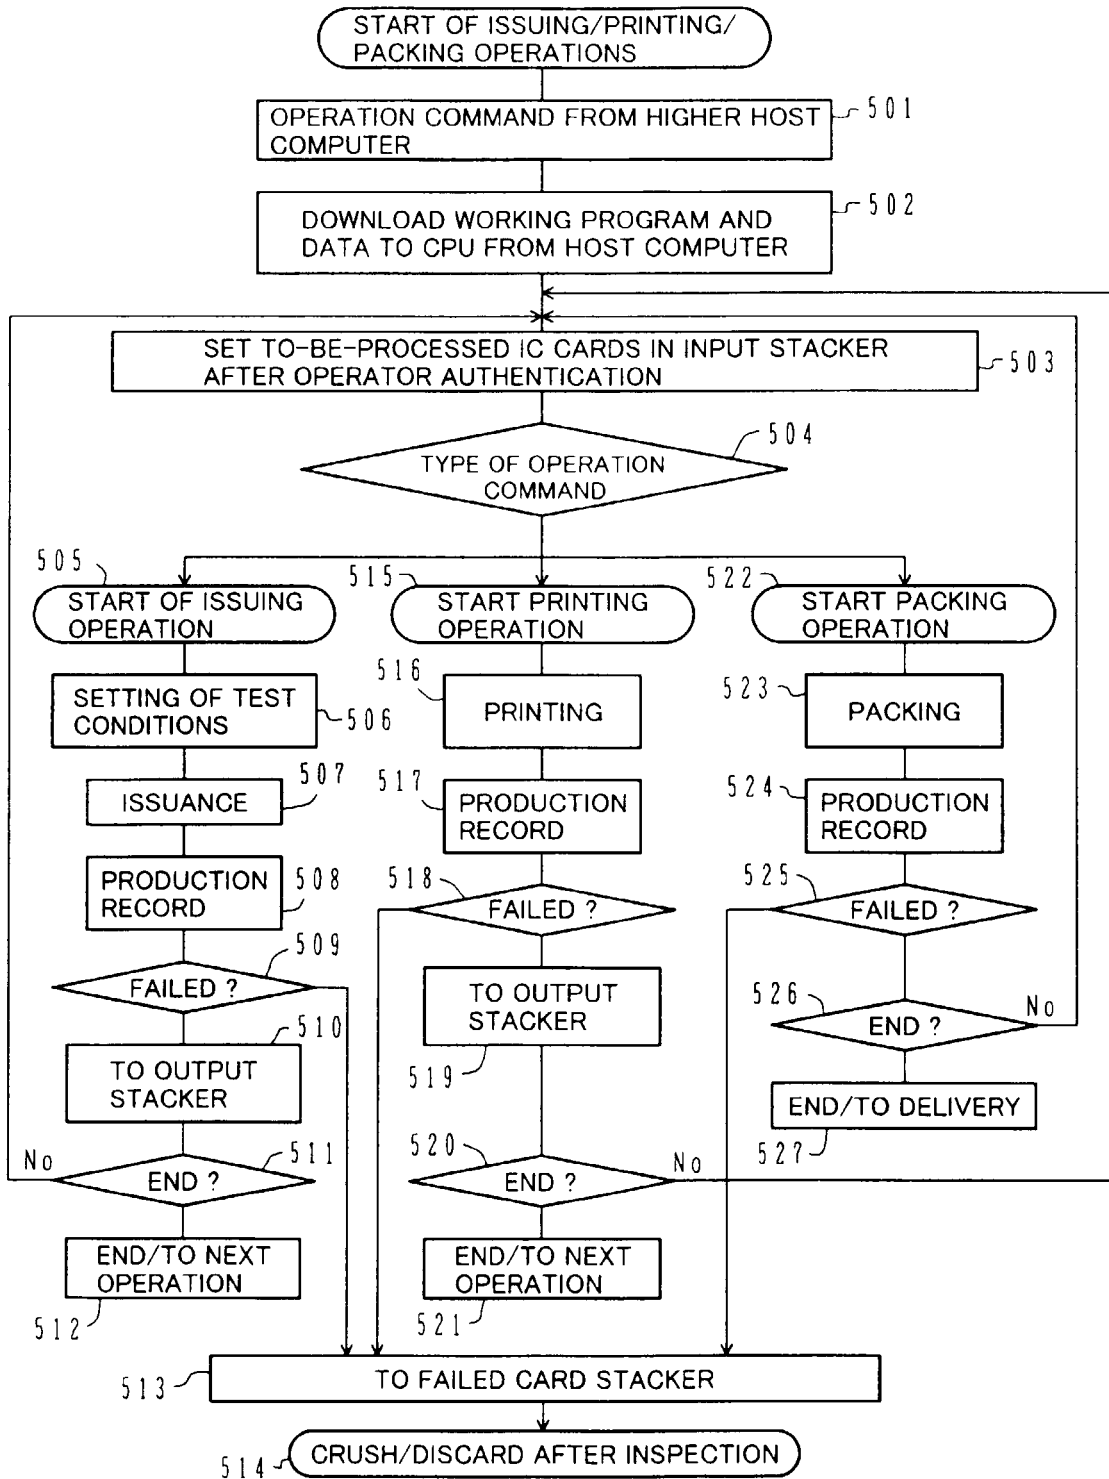 START OF ISSUING/PRINTING/
PACKING OPERATIONS
OPERATION COMMAND FROM HIGHER HOST
COMPUTER
501
DOWNLOAD WORKING PROGRAM AND
DATA TO CPU FROM HOST COMPUTER
502
SET TO-BE-PROCESSED IC CARDS IN INPUT STACKER
AFTER OPERATOR AUTHENTICATION
503
TYPE OF OPERATION
COMMAND
504
505
START OF ISSUING
OPERATION
SETTING OF TEST
CONDITIONS
506
507
ISSUANCE
PRODUCTION
RECORD
508
509
FAILED ?
510
TO OUTPUT
STACKER
511
No
END ?
END/TO NEXT
OPERATION
512
515
START PRINTING
OPERATION
516
PRINTING
517
PRODUCTION
RECORD
518
FAILED ?
TO OUTPUT
STACKER
519
520
END ?
No
END/TO NEXT
OPERATION
521
522
START PACKING
OPERATION
523
PACKING
524
PRODUCTION
RECORD
525
FAILED ?
526
END ?
No
END/TO DELIVERY
527
TO FAILED CARD STACKER
513
CRUSH/DISCARD AFTER INSPECTION
514